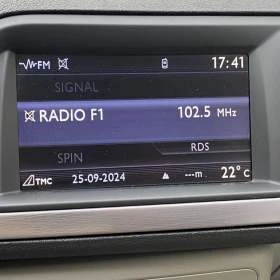 FM 17:41
SIGNAL
RADIO F1 102.5 MHz
SPIN RDS
TMC 25-09-2024 ---m 22°C